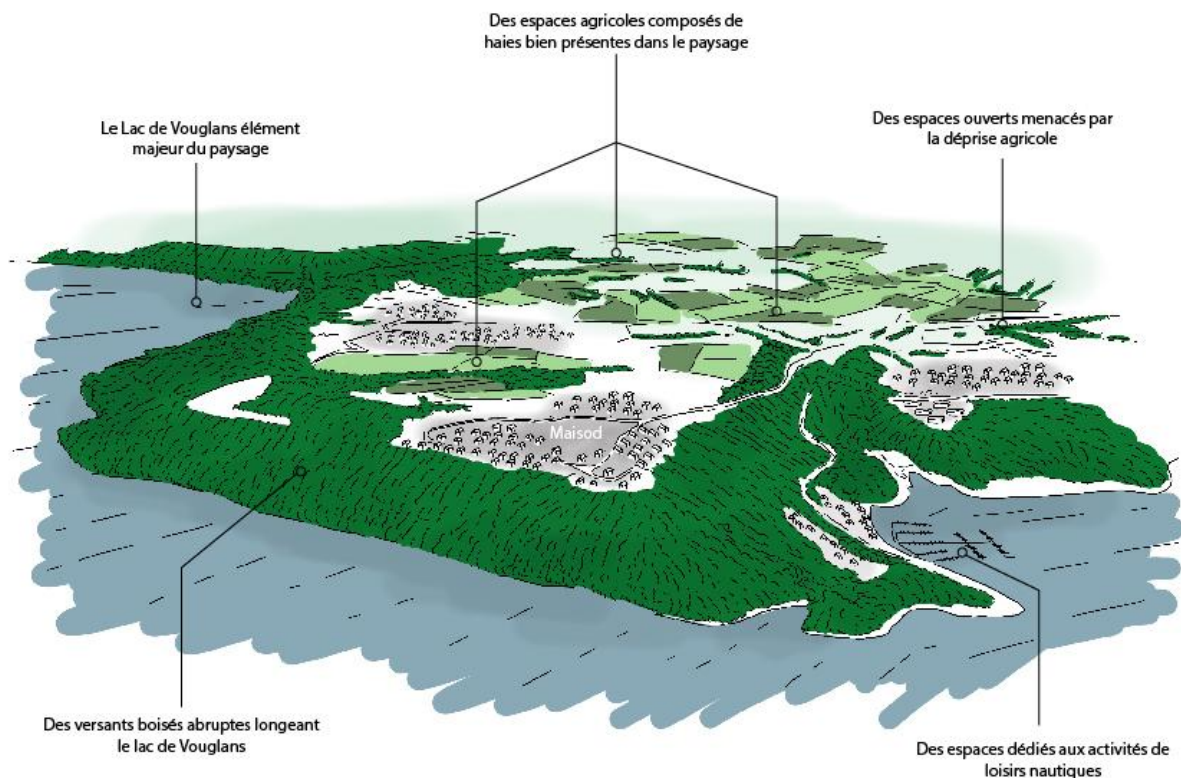 Des espaces agricoles composés de
haies bien présentes dans le paysage
Le Lac de Vouglans élément
majeur du paysage
Des espaces ouverts menacés par
la déprise agricole
Maisod
Des versants boisés abruptes longeant
le lac de Vouglans
Des espaces dédiés aux activités de
loisirs nautiques